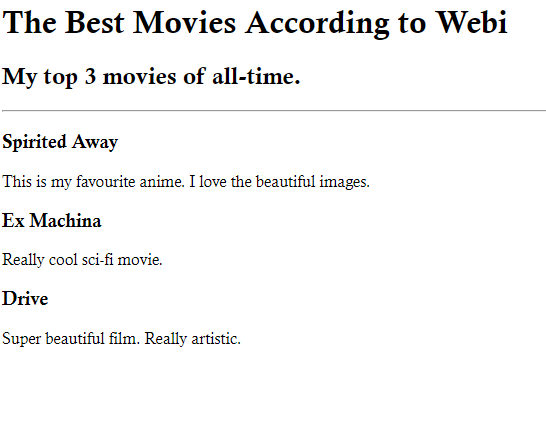 The Best Movies According to Webi
My top 3 movies of all-time.
Spirited Away
This is my favourite anime. I love the beautiful images.
Ex Machina
Really cool sci-fi movie.
Drive
Super beautiful film. Really artistic.